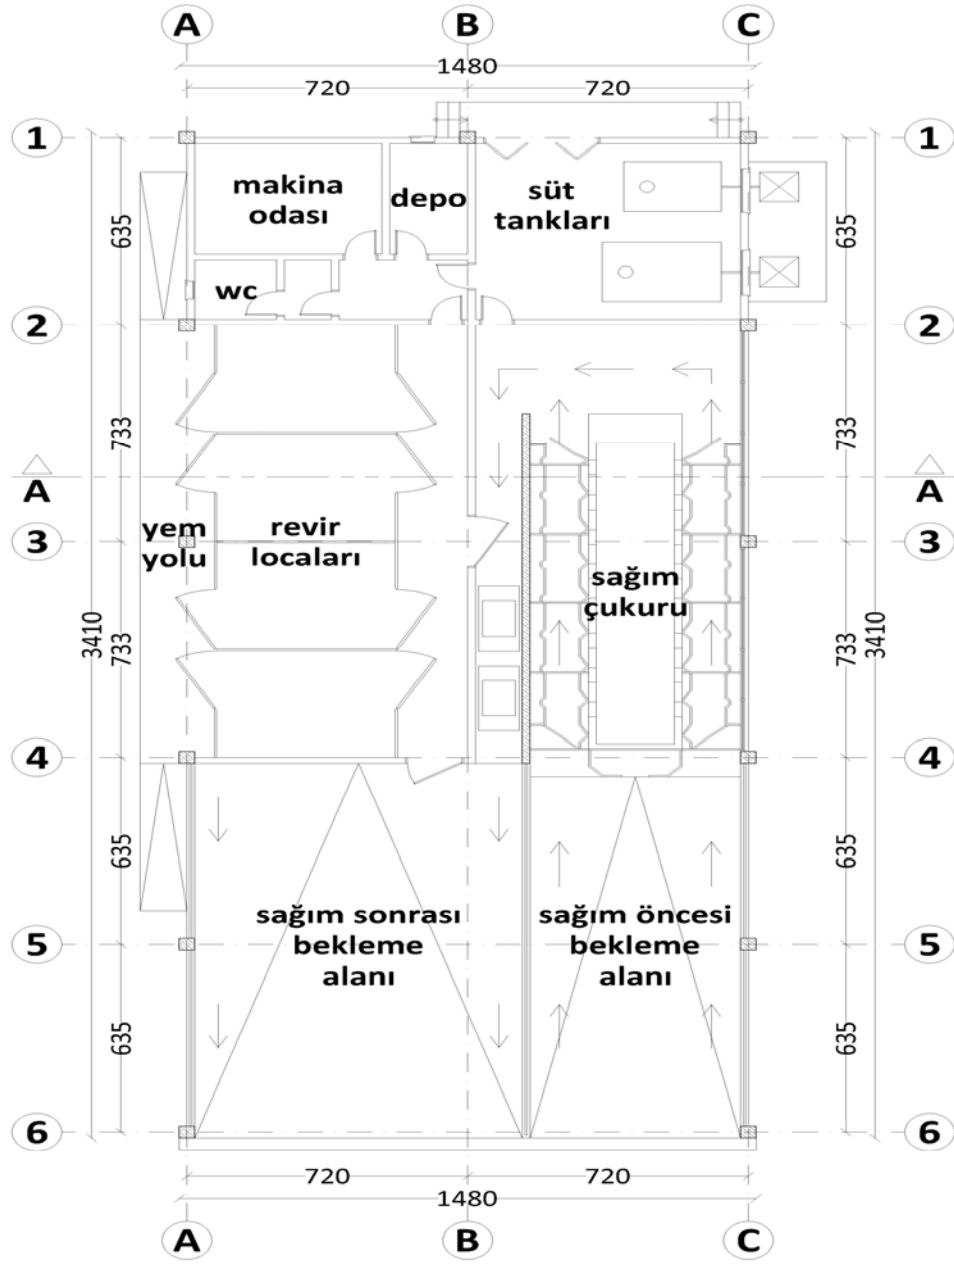 A B C
1480
720 720
1 1
makina
odası
depo
süt
tankları
635 635
wc
2 2
733 733
A A
yem
yolu
revir
locaları
3 3
sağım
çukuru
3410 3410
733 733
4 4
635 635
sağım sonrası
bekleme
alanı
sağım öncesi
bekleme
alanı
5 5
635 635
6 6
720 720
1480
A B C